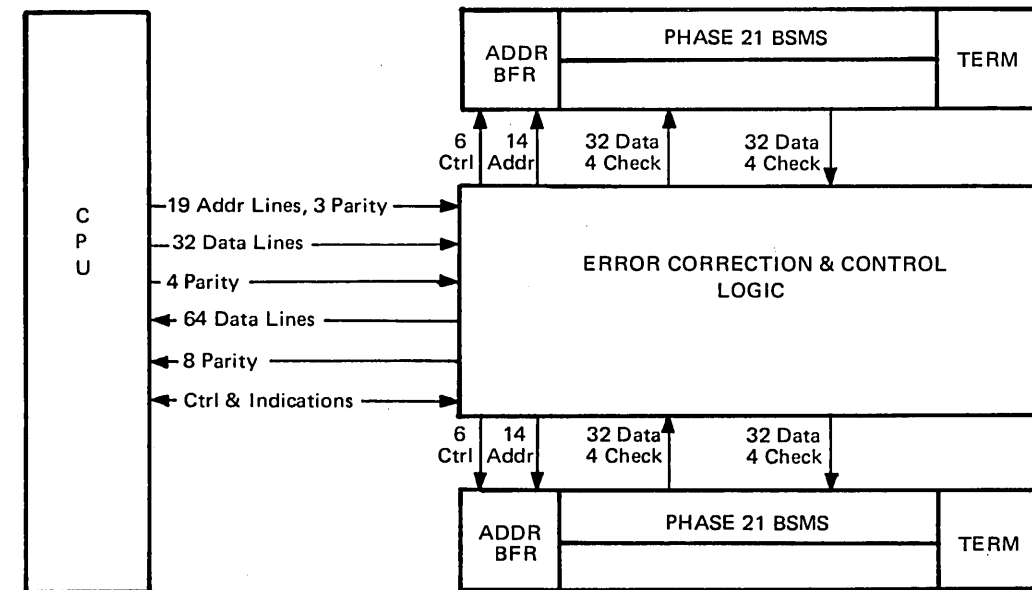 ADDR
BFR
PHASE 21 BSMS
TERM
6
Ctrl
14
Addr
32 Data
4 Check
32 Data
4 Check
C
P
U
19 Addr Lines, 3 Parity
32 Data Lines
4 Parity
64 Data Lines
8 Parity
Ctrl & Indications
ERROR CORRECTION & CONTROL
LOGIC
6
Ctrl
14
Addr
32 Data
4 Check
32 Data
4 Check
ADDR
BFR
PHASE 21 BSMS
TERM